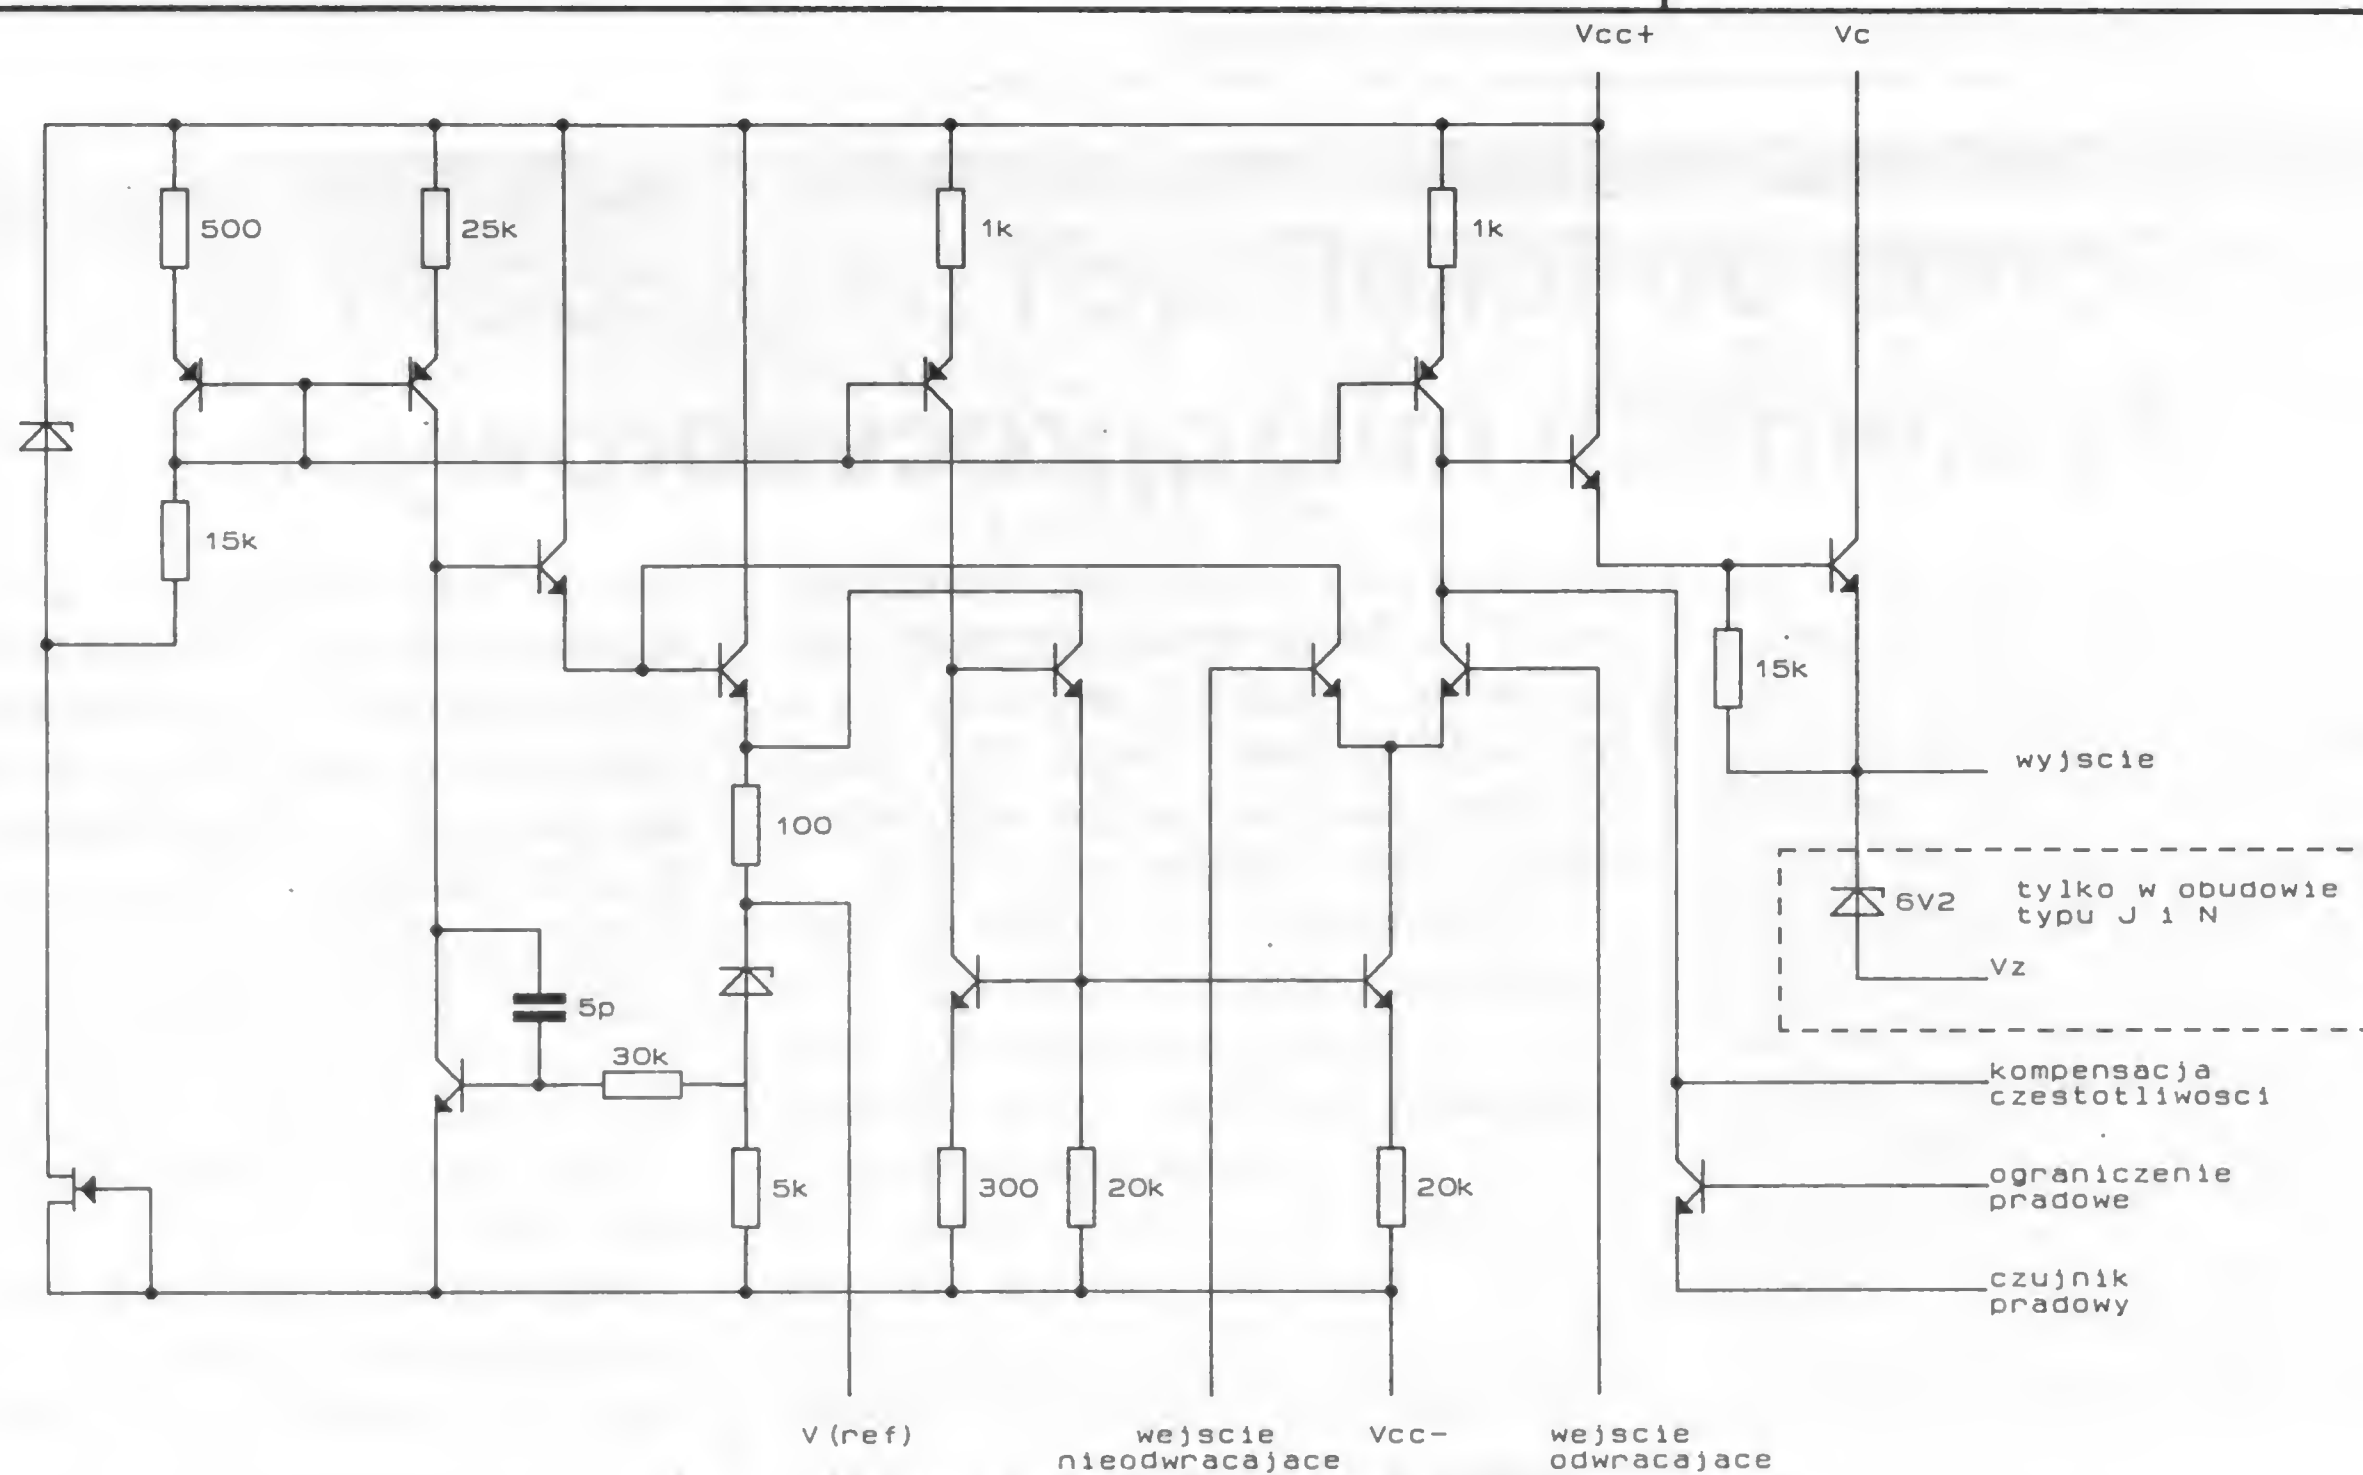 Vcc+
Vc
500
25k
1k
1k
15k
15k
wyjscie
100
6V2
tylko w obudowie
typu J i N
Vz
5p
30k
kompensacja
czestotliwosci
5k
300
20k
20k
ograniczenie
pradowe
czujnik
pradowy
V(ref)
wejscie
nieodwracajace
Vcc-
wejscie
odwracajace